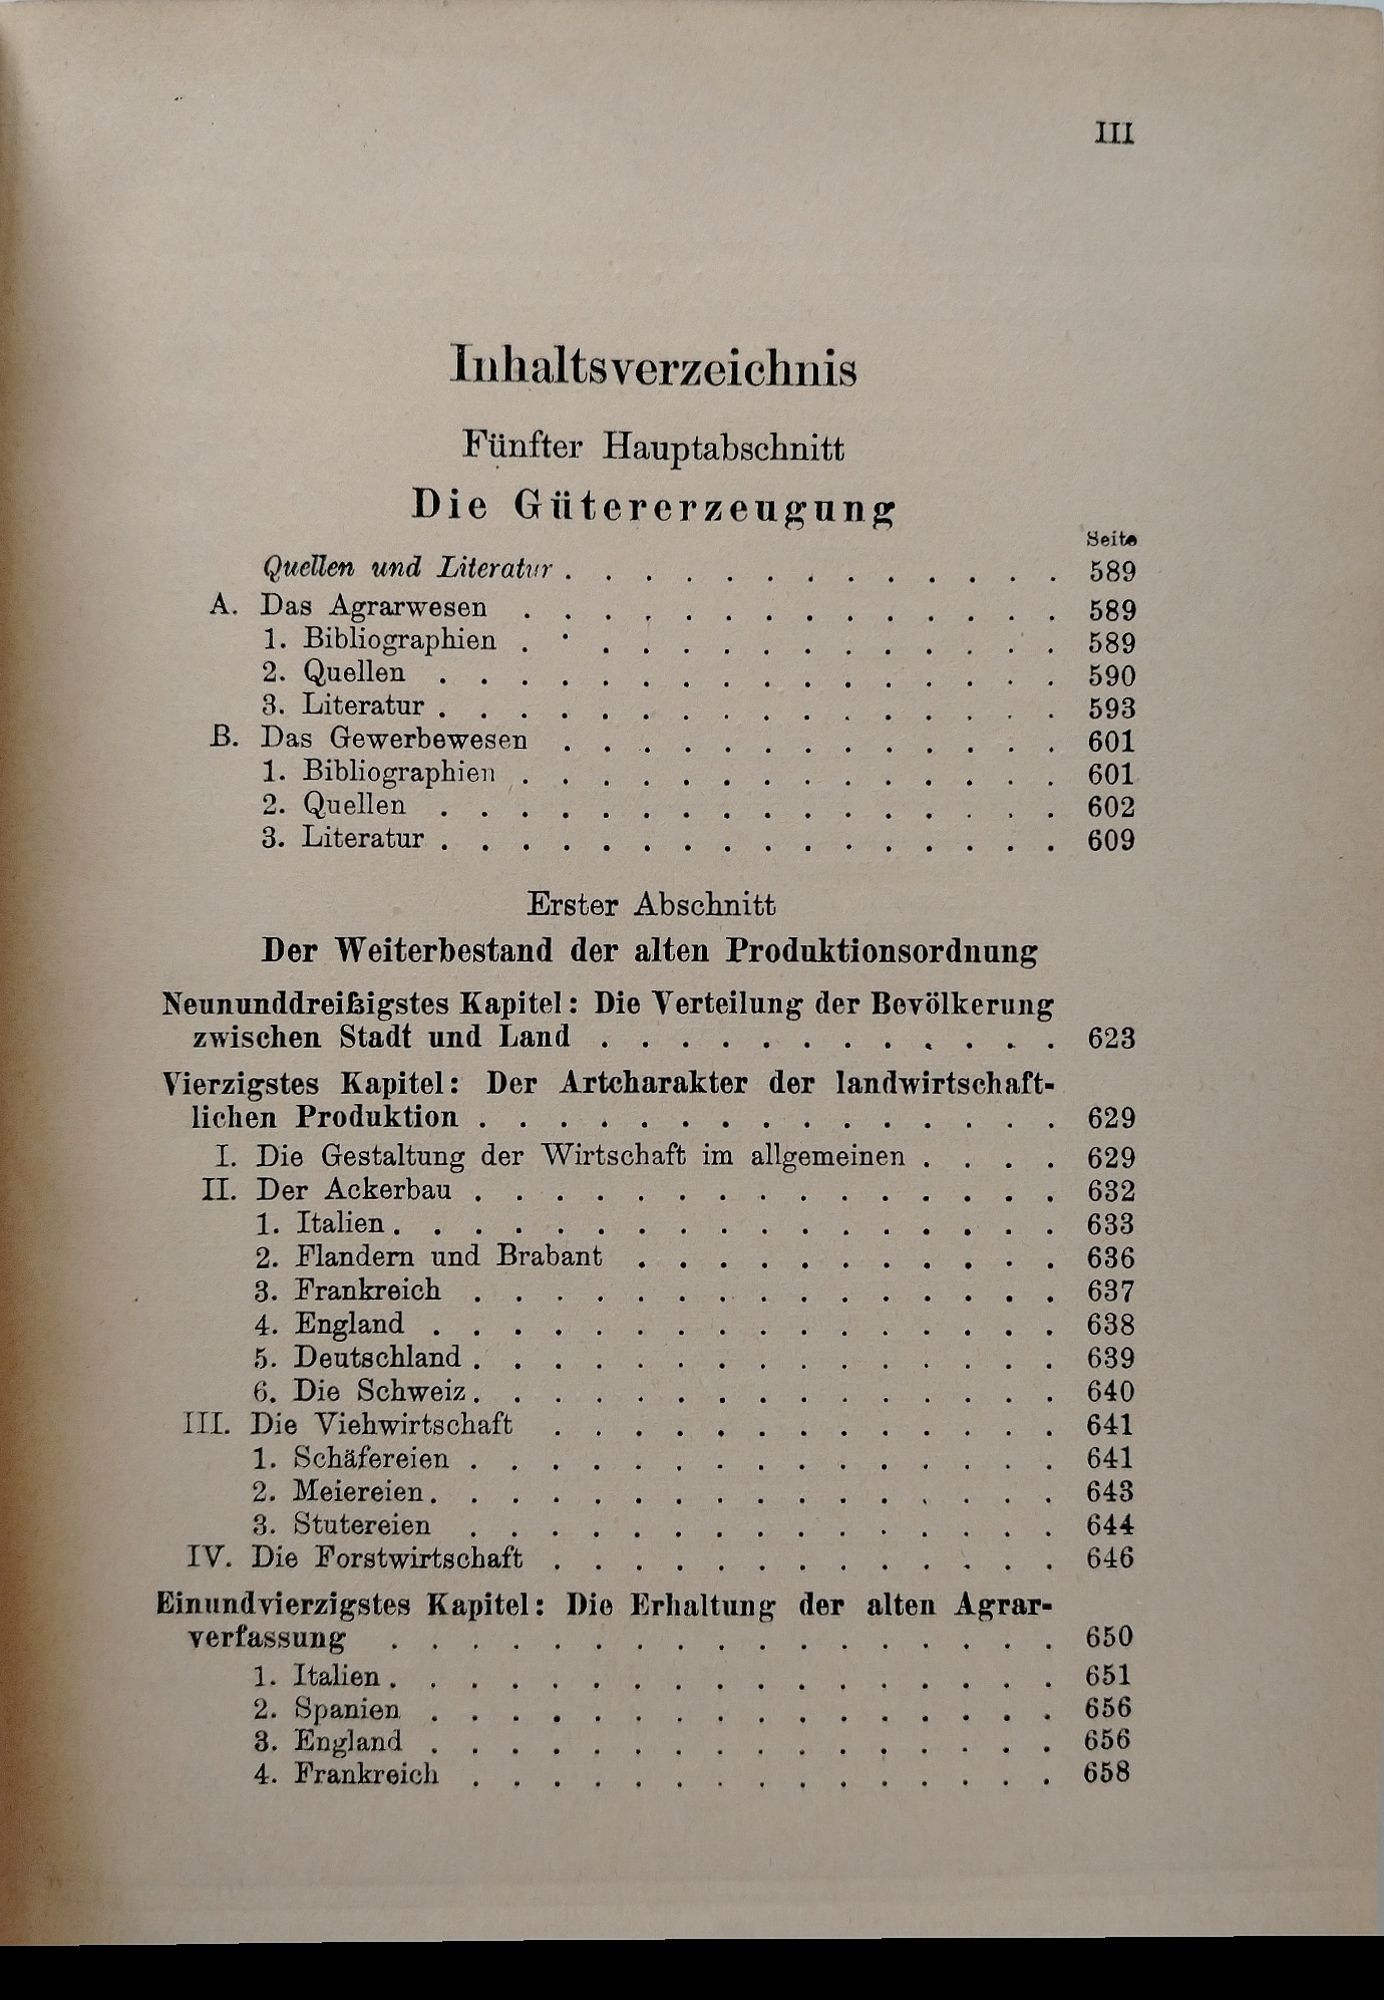 III
Inhaltsverzeichnis
Fünfter Hauptabschnitt
Die Gütererzeugung
Seite
Quellen und Literatur . . . . . . . . . . . . . 589
A. Das Agrarwesen . . . . . . . . . . . . . . 589
1. Bibliographien . . . . . . . . . . . . . . 589
2. Quellen . . . . . . . . . . . . . . . . 590
3. Literatur . . . . . . . . . . . . . . . . 593
B. Das Gewerbewesen . . . . . . . . . . . . . 601
1. Bibliographien . . . . . . . . . . . . . . 601
2. Quellen . . . . . . . . . . . . . . . . 602
3. Literatur . . . . . . . . . . . . . . . . 609
Erster Abschnitt
Der Weiterbestand der alten Produktionsordnung
Neununddreißigstes Kapitel: Die Verteilung der Bevölkerung
zwischen Stadt und Land . . . . . . . . . . . . 623
Vierzigstes Kapitel: Der Artcharakter der landwirtschaft-
lichen Produktion . . . . . . . . . . . . . . . 629
I. Die Gestaltung der Wirtschaft im allgemeinen . . . . 629
II. Der Ackerbau . . . . . . . . . . . . . . . 632
1. Italien . . . . . . . . . . . . . . . . . 633
2. Flandern und Brabant . . . . . . . . . . . 636
3. Frankreich . . . . . . . . . . . . . . . 637
4. England . . . . . . . . . . . . . . . . 638
5. Deutschland . . . . . . . . . . . . . . . 639
6. Die Schweiz . . . . . . . . . . . . . . . 640
III. Die Viehwirtschaft . . . . . . . . . . . . . 641
1. Schäfereien . . . . . . . . . . . . . . . 641
2. Meiereien . . . . . . . . . . . . . . . . 643
3. Stutereien . . . . . . . . . . . . . . . 644
IV. Die Forstwirtschaft . . . . . . . . . . . . . 646
Einundvierzigstes Kapitel: Die Erhaltung der alten Agrar-
verfassung . . . . . . . . . . . . . . . . . 650
1. Italien . . . . . . . . . . . . . . . . . 651
2. Spanien . . . . . . . . . . . . . . . . 656
3. England . . . . . . . . . . . . . . . . 656
4. Frankreich . . . . . . . . . . . . . . . 658